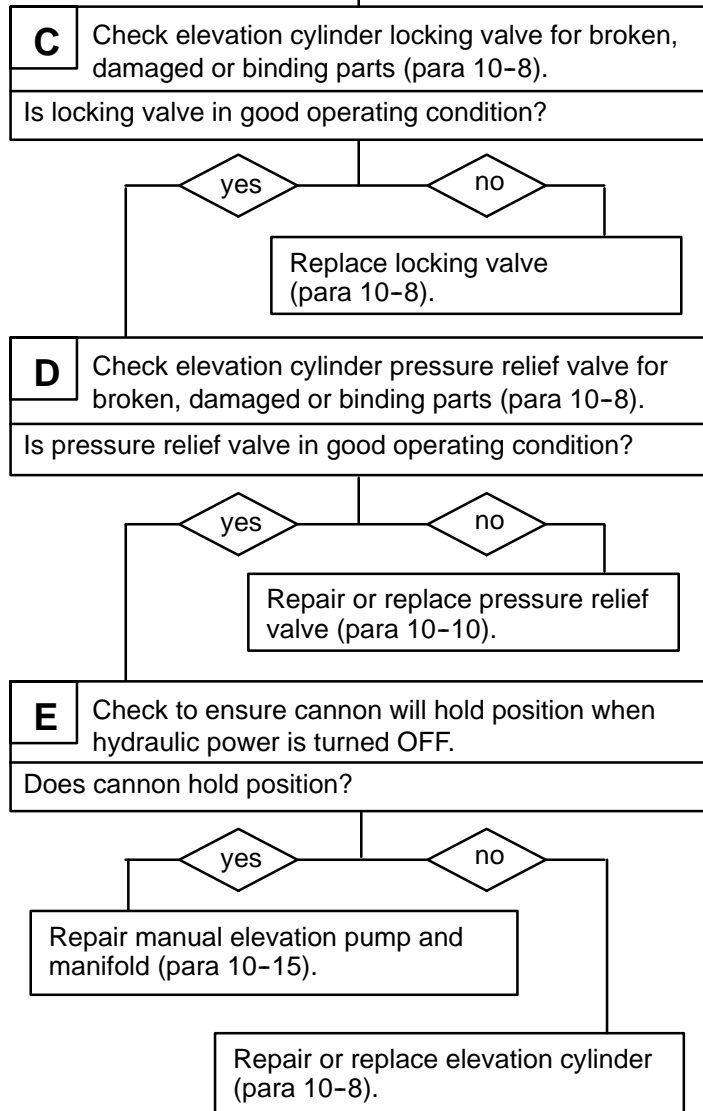 C
Check elevation cylinder locking valve for broken,
damaged or binding parts (para 10-8).
Is locking valve in good operating condition?
yes
no
Replace locking valve
(para 10-8).
D
Check elevation cylinder pressure relief valve for
broken, damaged or binding parts (para 10-8).
Is pressure relief valve in good operating condition?
yes
no
Repair or replace pressure relief
valve (para 10-10).
E
Check to ensure cannon will hold position when
hydraulic power is turned OFF.
Does cannon hold position?
yes
no
Repair manual elevation pump and
manifold (para 10-15).
Repair or replace elevation cylinder
(para 10-8).